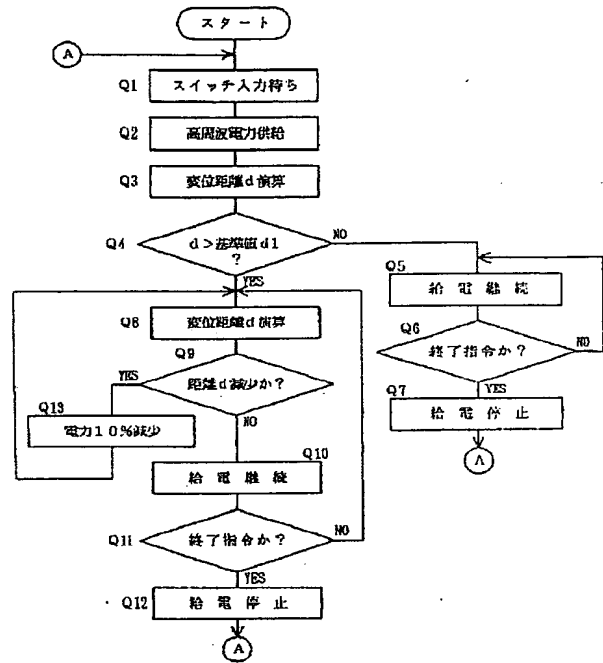 スタート
A
Q1
スイッチ入力待ち
Q2
高周波電力供給
Q3
変位距離d演算
Q4
d>基準値d1
?
NO
YES
Q5
給電継続
Q6
終了指令か?
NO
YES
Q7
給電停止
A
Q8
変位距離d演算
Q9
距離d減少か?
YES
NO
Q13
電力10%減少
Q10
給電継続
Q11
終了指令か?
NO
YES
Q12
給電停止
A